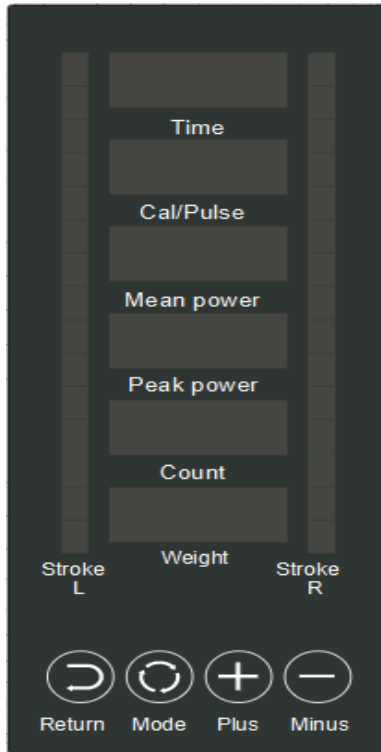 Time
Cal/Pulse
Mean power
Peak power
Count
Weight
Stroke
L
Stroke
R
Return
Mode
Plus
Minus